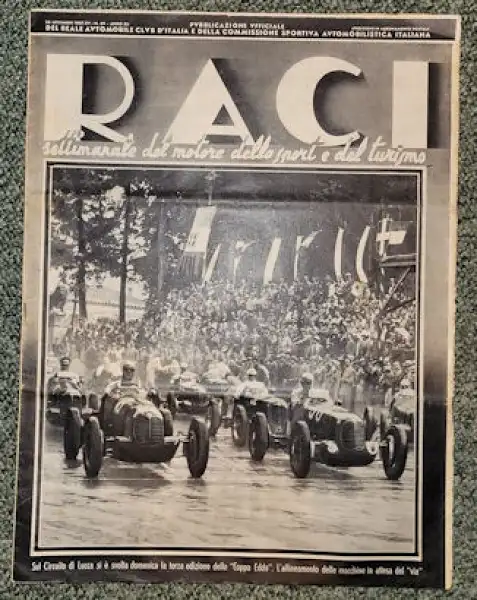 PUBBLICAZIONE UFFICIALE
DEL REALE AUTOMOBILE CLUB D'ITALIA E DELLA COMMISSIONE SPORTIVA AUTOMOBILISTICA ITALIANA
RACI
settimanale del motore dello sport e del turismo
Sul Circuito di Lucca si è svolta domenica la terza edizione della "Coppa Edda". L'allineamento delle macchine in attesa del "via"